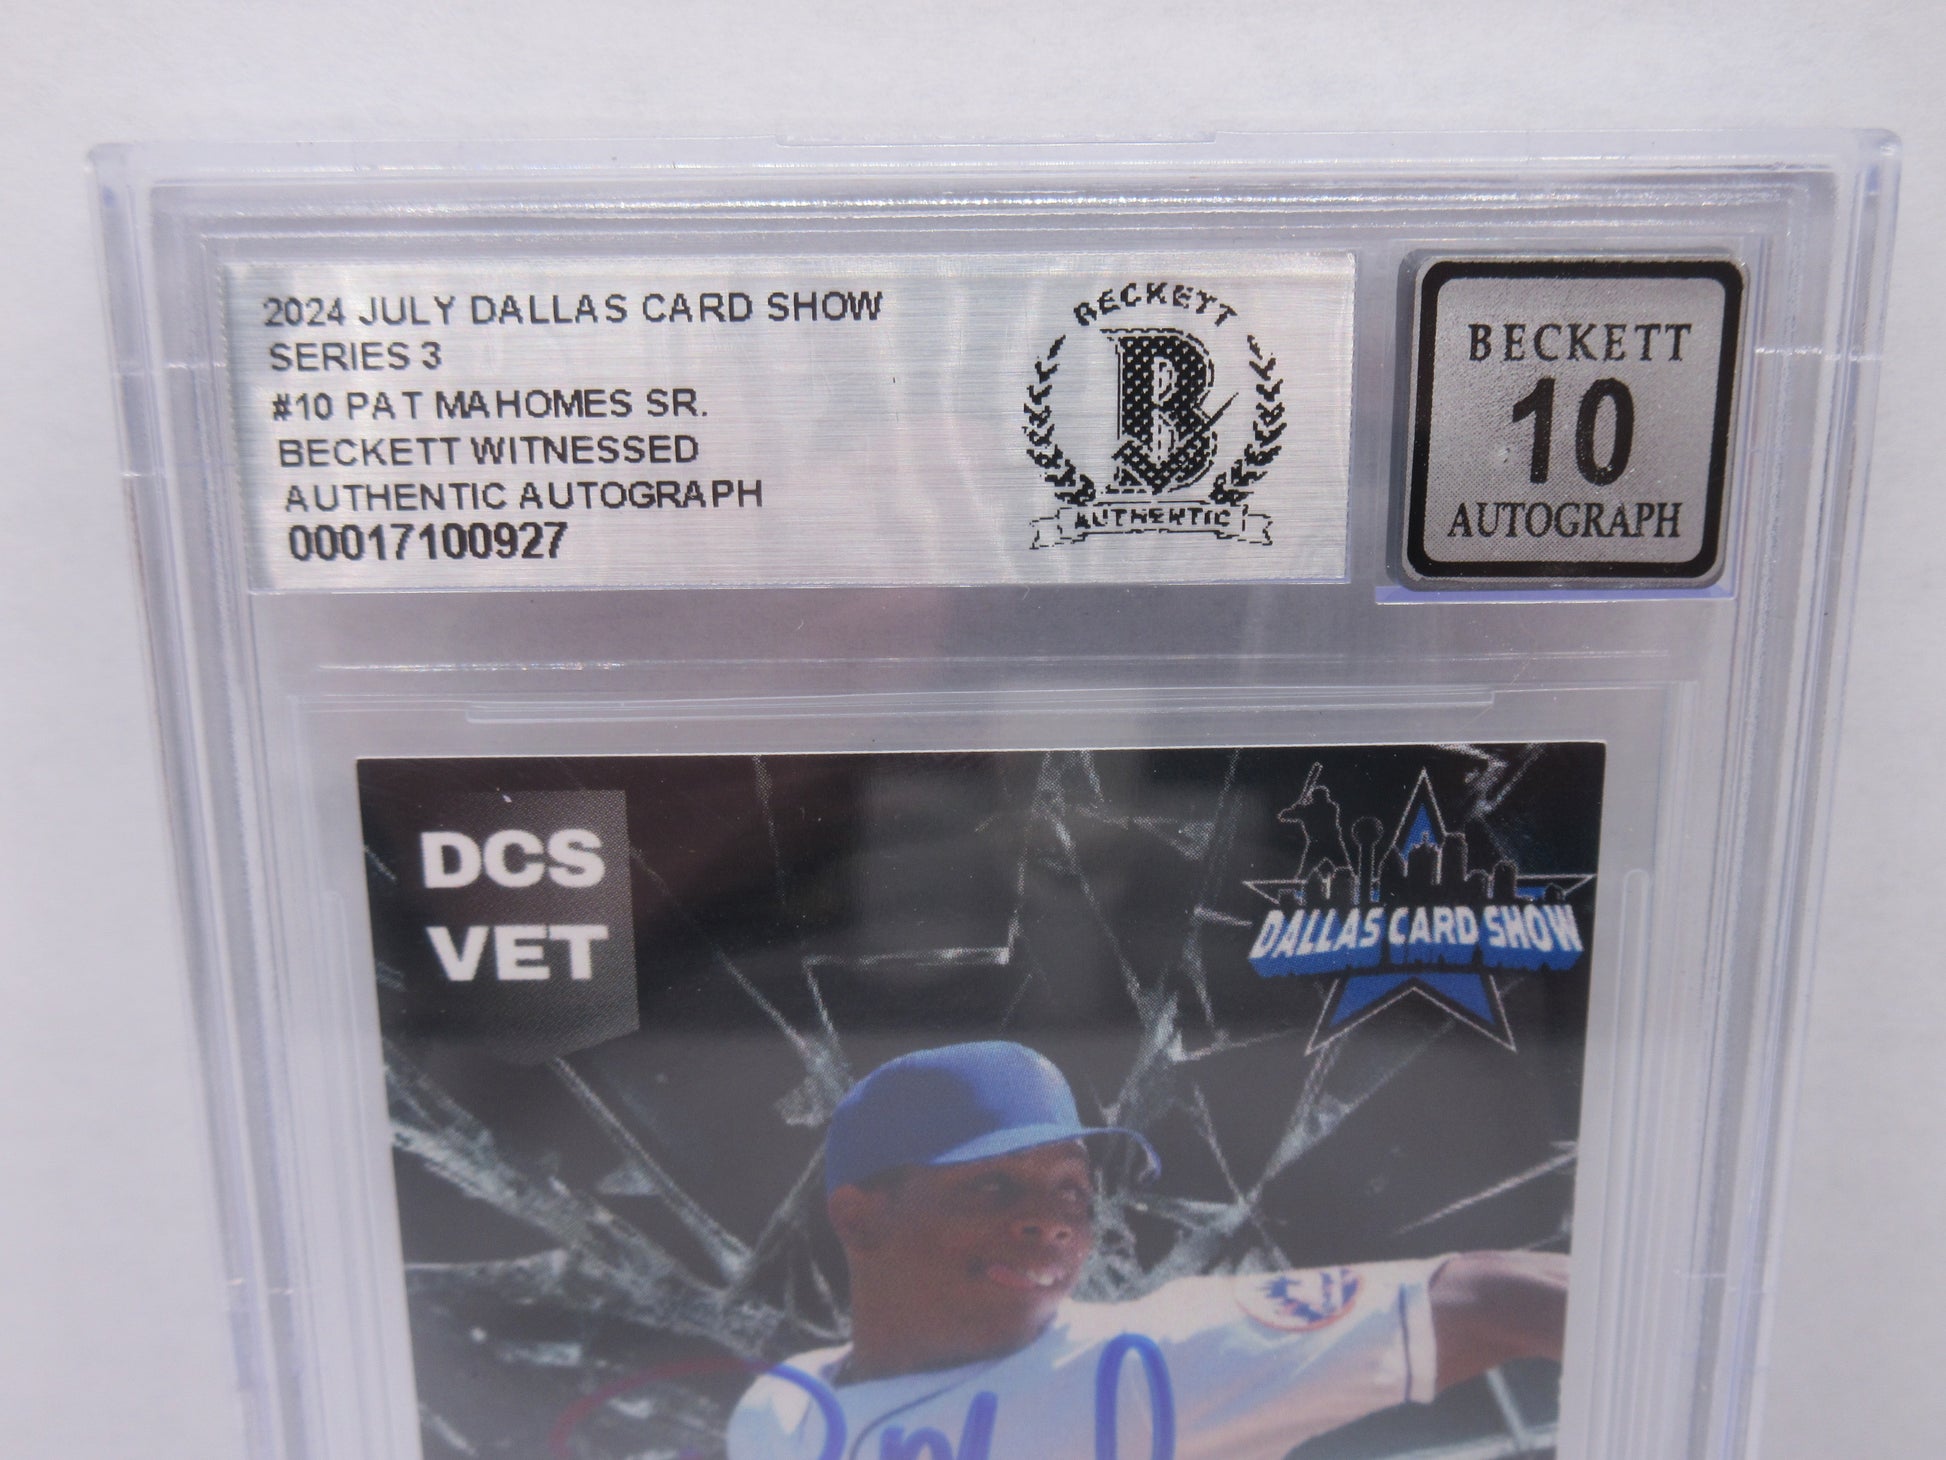 2024 JULY DALLAS CARD SHOW
SERIES 3
#10 PAT MAHOMES SR.
BECKETT WITNESSED
AUTHENTIC AUTOGRAPH
00017100927
BECKETT
B
AUTHENTIC
BECKETT
10
AUTOGRAPH
DCS
VET
DALLAS CARD SHOW